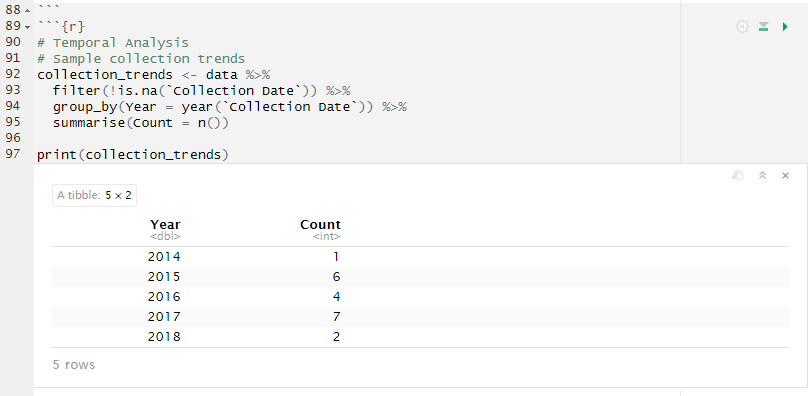 88 ```
89 ```{r}
90 # Temporal Analysis
91 # Sample collection trends
92 collection_trends <- data %>%
93   filter(!is.na(`Collection Date`)) %>%
94   group_by(Year = year(`Collection Date`)) %>%
95   summarise(Count = n())
96
97 print(collection_trends)
A tibble: 5 × 2
Year Count
<dbl> <int>
2014 1
2015 6
2016 4
2017 7
2018 2
5 rows